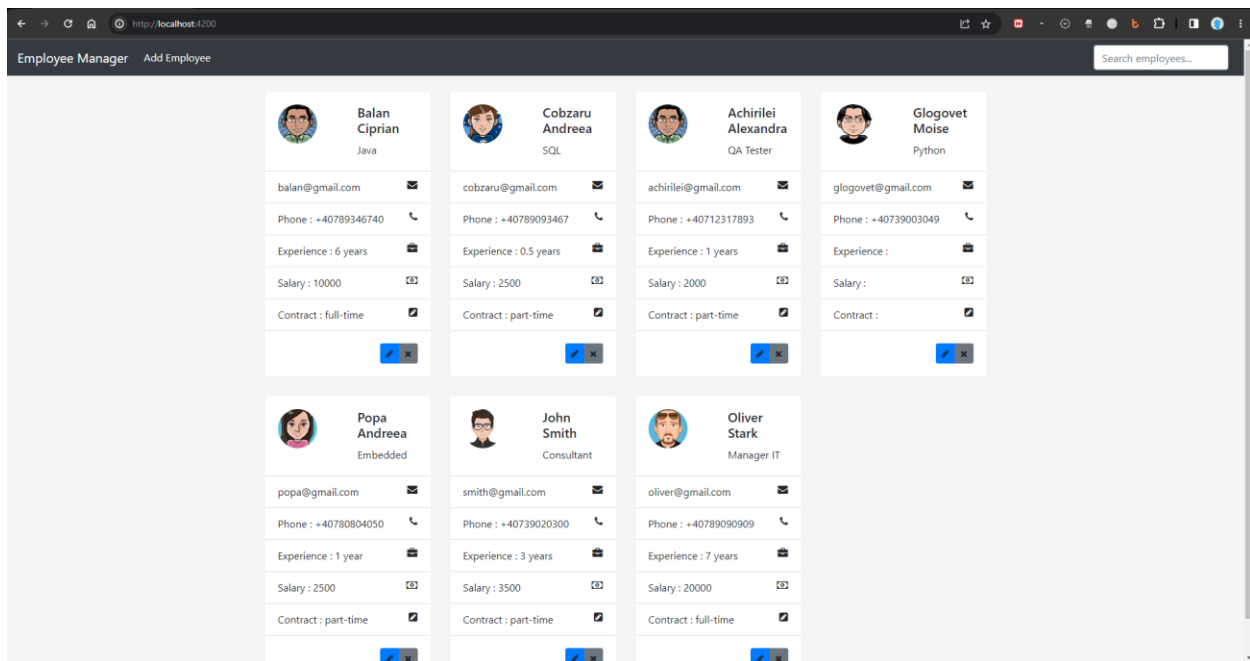 http://localhost:4200
Employee Manager Add Employee Search employees...
Balan
Ciprian
Java
balan@gmail.com
Phone : +40789346740
Experience : 6 years
Salary : 10000
Contract : full-time
Cobzaru
Andreea
SQL
cobzaru@gmail.com
Phone : +40789093467
Experience : 0.5 years
Salary : 2500
Contract : part-time
Achirilei
Alexandra
QA Tester
achirilei@gmail.com
Phone : +40712317893
Experience : 1 years
Salary : 2000
Contract : part-time
Glogovet
Moise
Python
glogovet@gmail.com
Phone : +40739003049
Experience :
Salary :
Contract :
Popa
Andreea
Embedded
popa@gmail.com
Phone : +40780804050
Experience : 1 year
Salary : 2500
Contract : part-time
John
Smith
Consultant
smith@gmail.com
Phone : +40739020300
Experience : 3 years
Salary : 3500
Contract : part-time
Oliver
Stark
Manager IT
oliver@gmail.com
Phone : +40789090909
Experience : 7 years
Salary : 20000
Contract : full-time